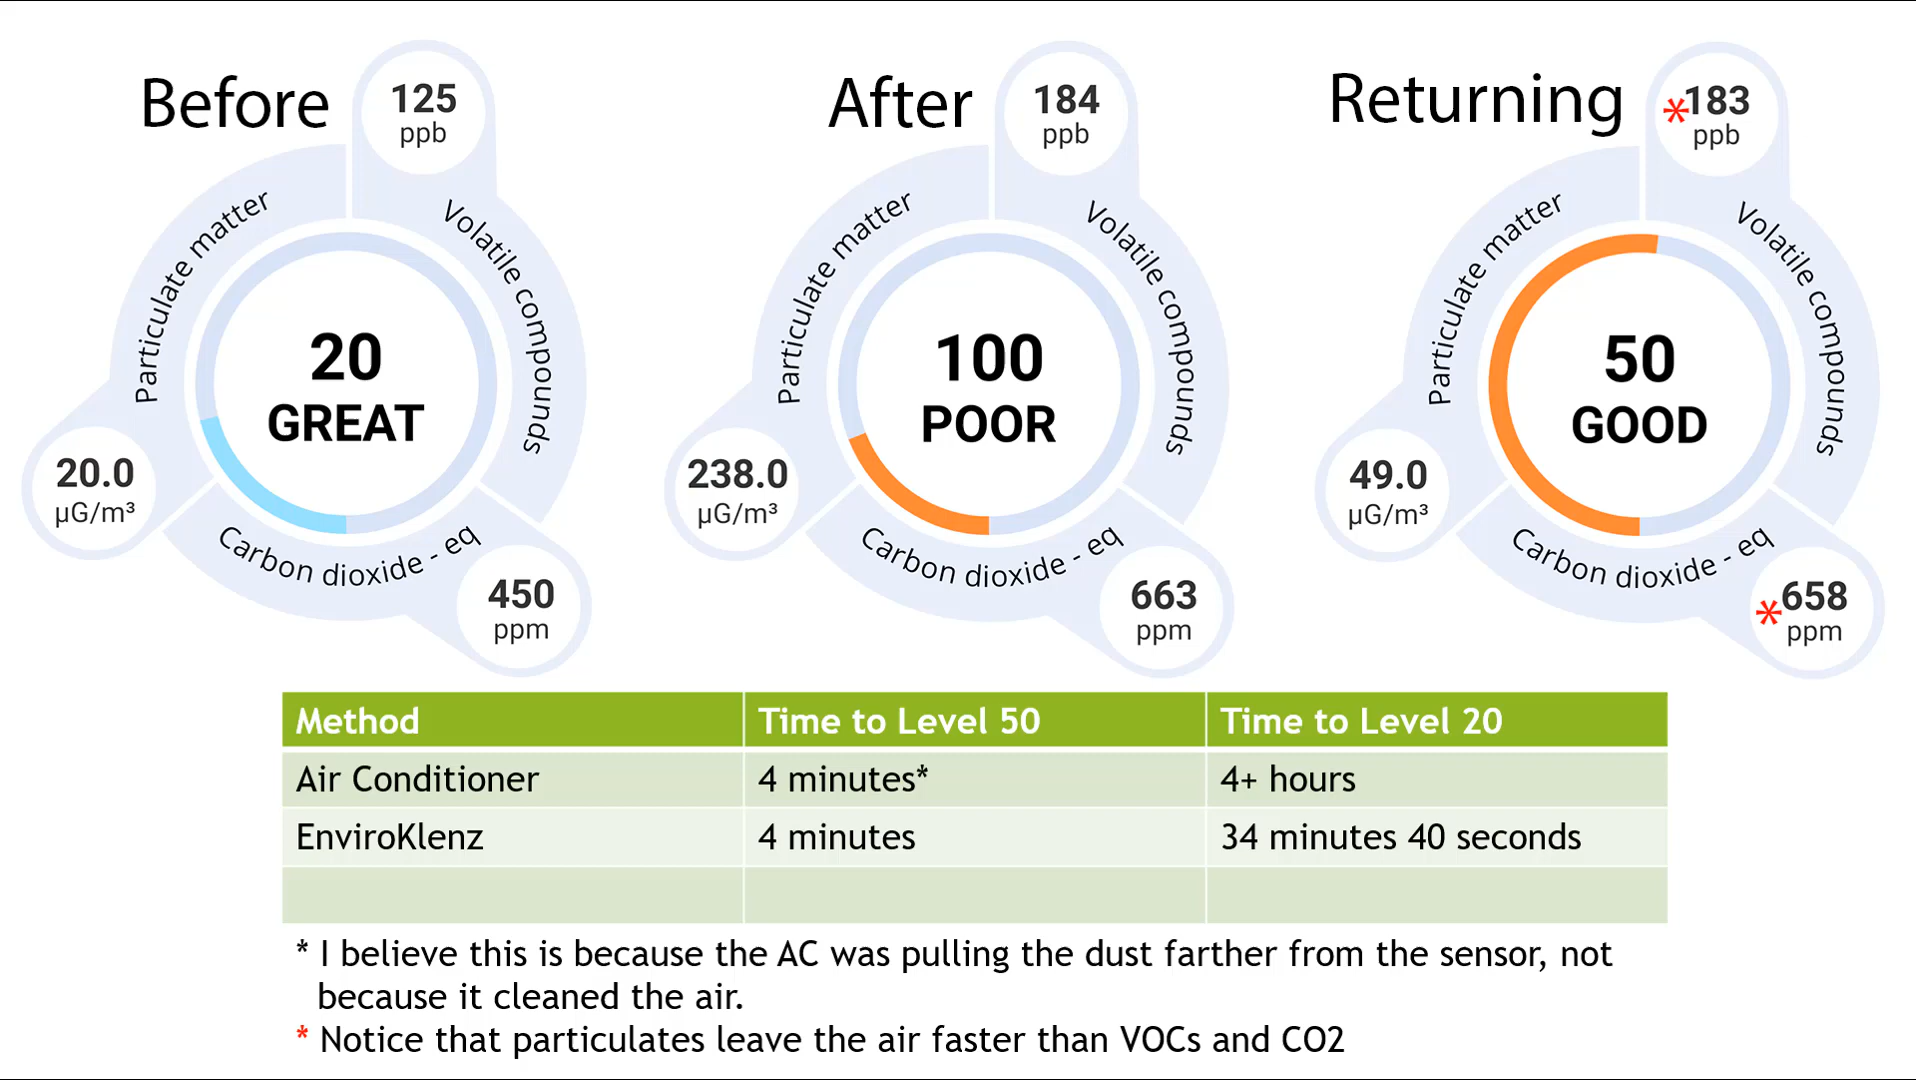 Before
125
ppb
Particulate matter
Volatile compounds
20
GREAT
20.0
µG/m³
Carbon dioxide - eq
450
ppm
After
184
ppb
Particulate matter
Volatile compounds
100
POOR
238.0
µG/m³
Carbon dioxide - eq
663
ppm
Returning
*183
ppb
Particulate matter
Volatile compounds
50
GOOD
49.0
µG/m³
Carbon dioxide - eq
*658
ppm
Method Time to Level 50 Time to Level 20
Air Conditioner 4 minutes* 4+ hours
EnviroKlenz 4 minutes 34 minutes 40 seconds
* I believe this is because the AC was pulling the dust farther from the sensor, not
because it cleaned the air.
* Notice that particulates leave the air faster than VOCs and CO2